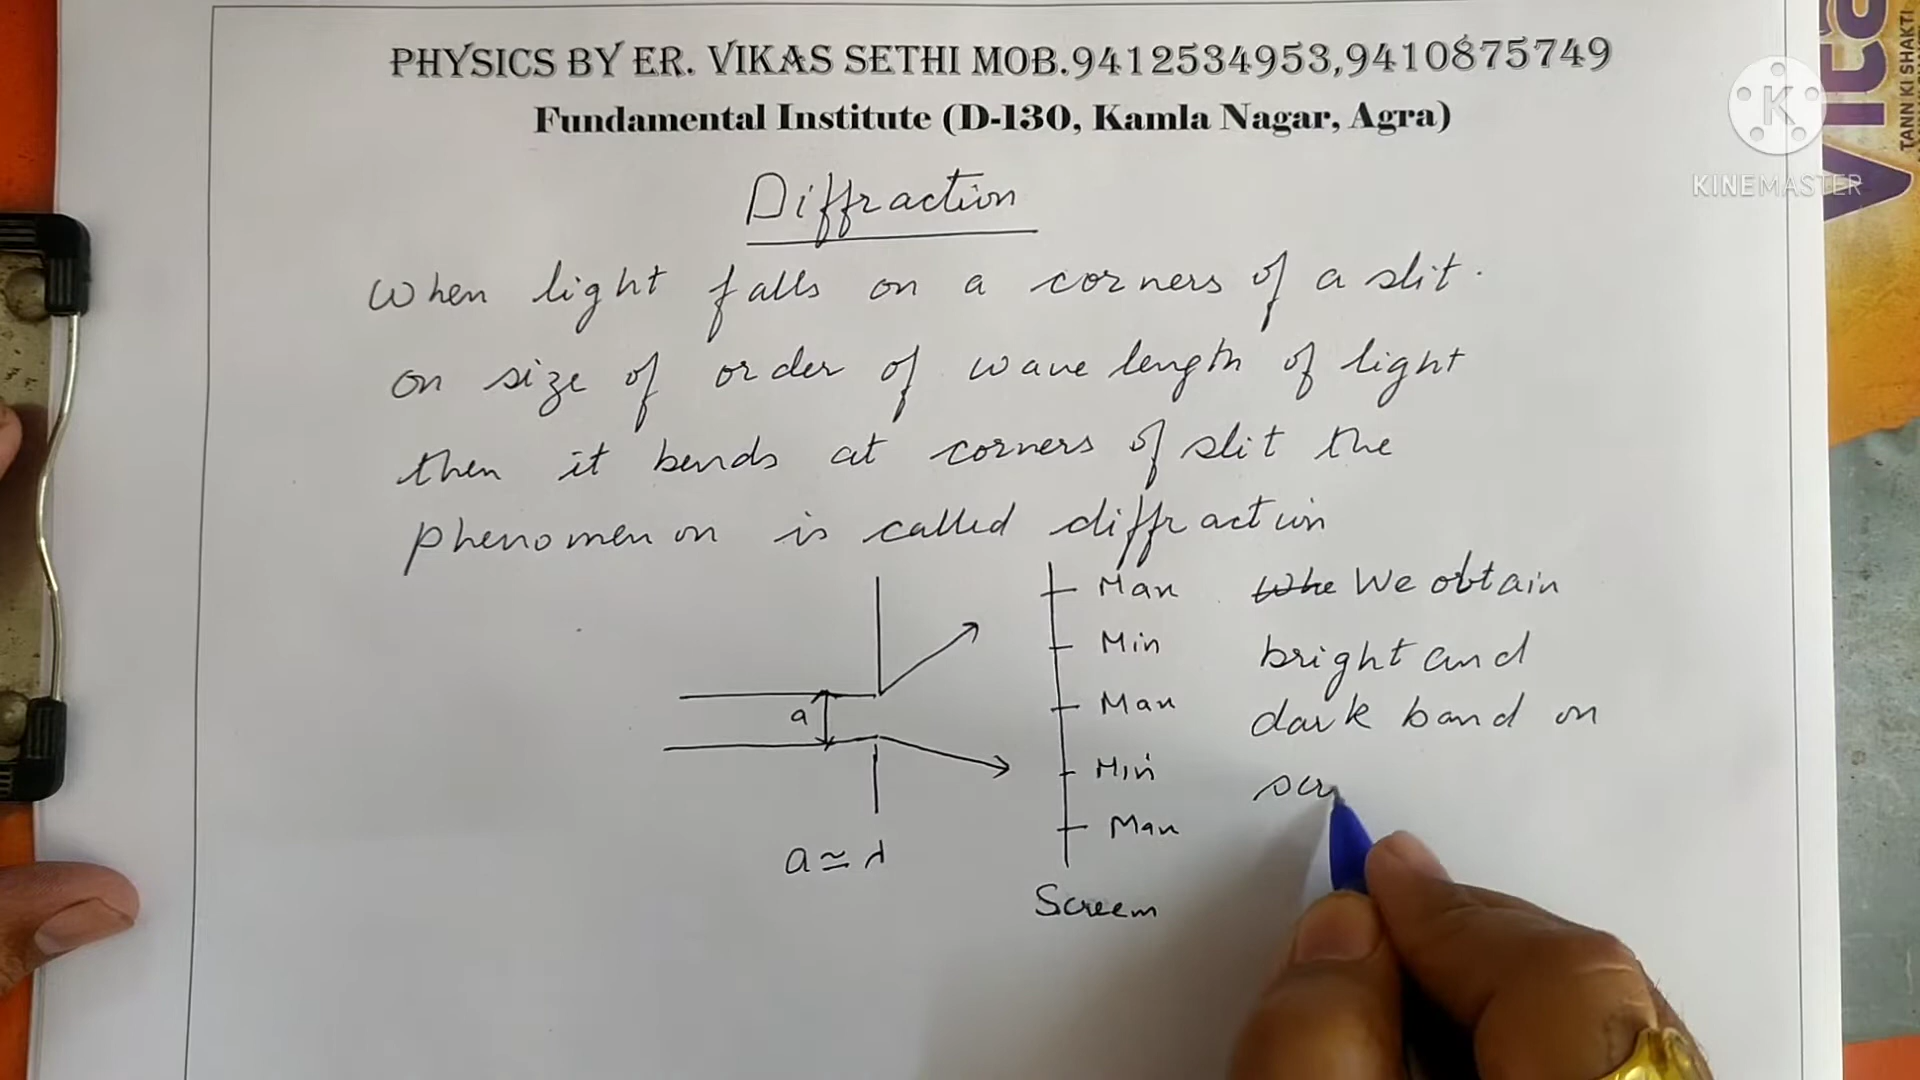 PHYSICS BY ER. VIKAS SETHI MOB.9412534953,9410875749
Fundamental Institute (D-130, Kamla Nagar, Agra)
KINEMASTER
TANN KI SHAKTI
Diffraction
When light falls on a corners of a slit.
on size of order of wave length of light
then it bends at corners of slit the
phenomenon is called diffraction
Max
Min
Max
Min
Max
a
a ≃ λ
Screen
We obtain
bright and
dark band on
scr